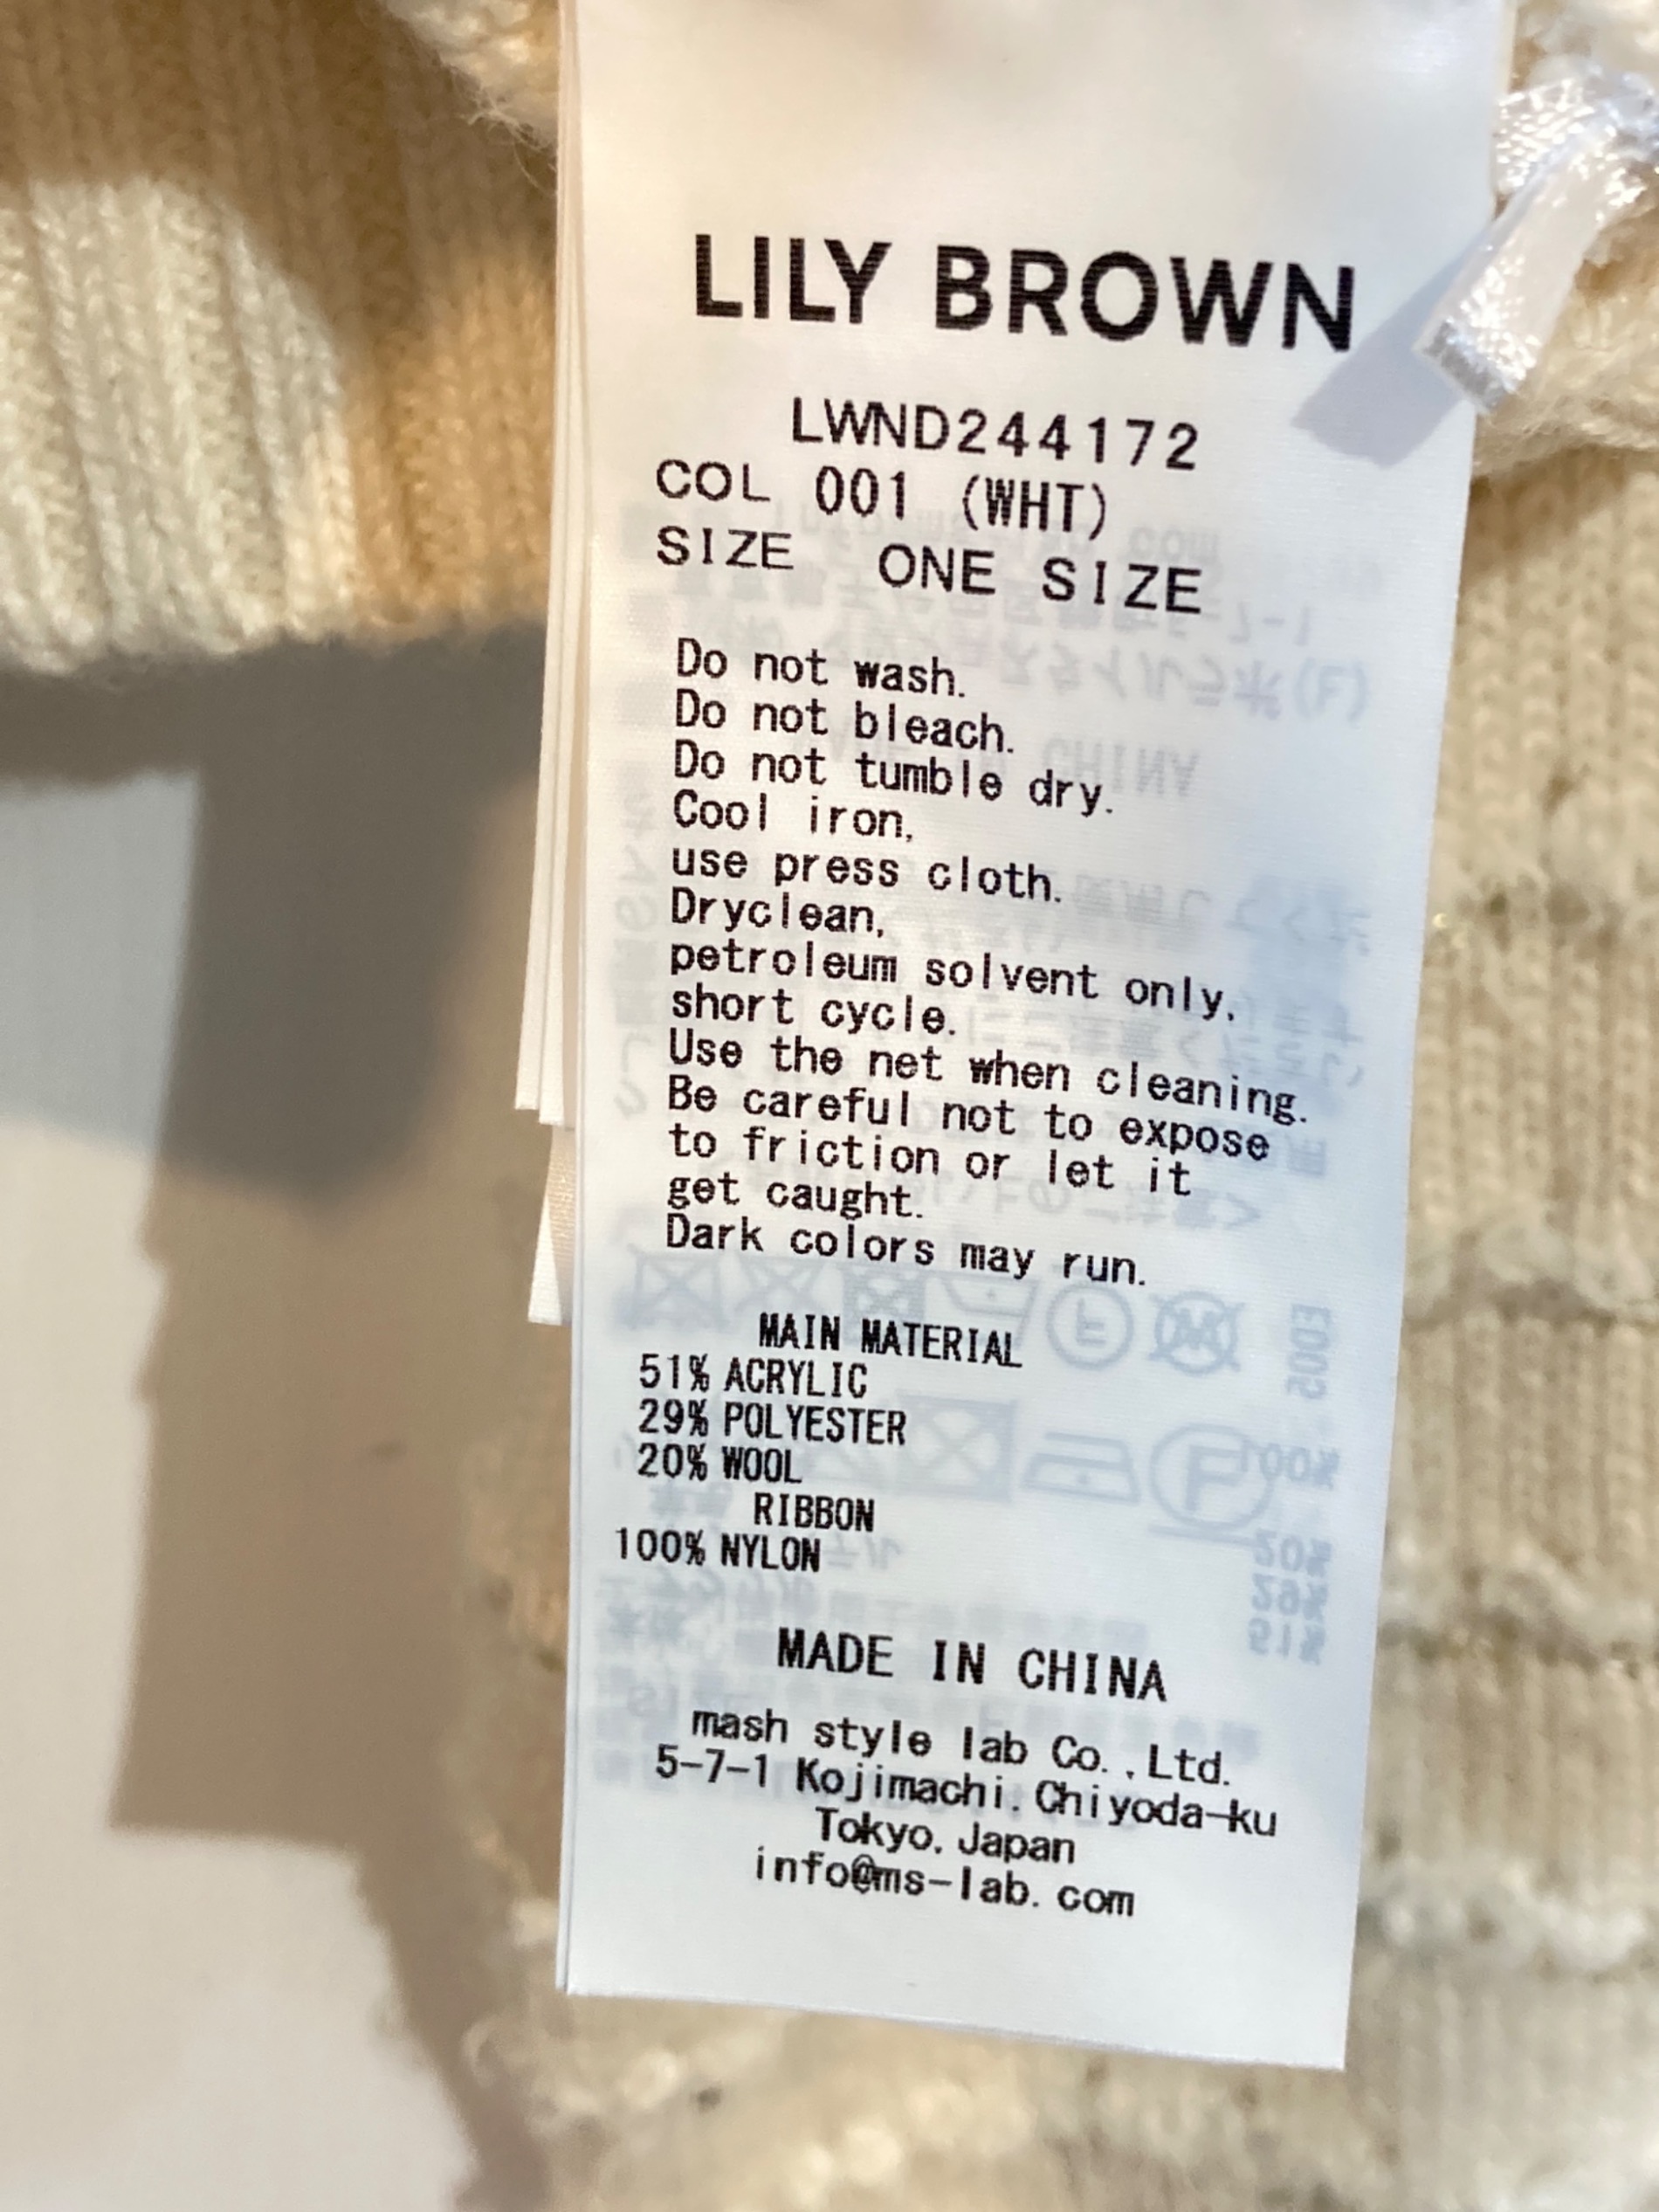 LILY BROWN
LWND244172
COL 001 (WHT)
SIZE ONE SIZE
Do not wash.
Do not bleach.
Do not tumble dry.
Cool iron,
use press cloth.
Dryclean,
petroleum solvent only,
short cycle.
Use the net when cleaning.
Be careful not to expose
to friction or let it
get caught.
Dark colors may run.
MAIN MATERIAL
51% ACRYLIC
29% POLYESTER
20% WOOL
RIBBON
100% NYLON
MADE IN CHINA
mash style lab Co.,Ltd.
5-7-1 Kojimachi.Chiyoda-ku
Tokyo.Japan
info@ms-lab.com